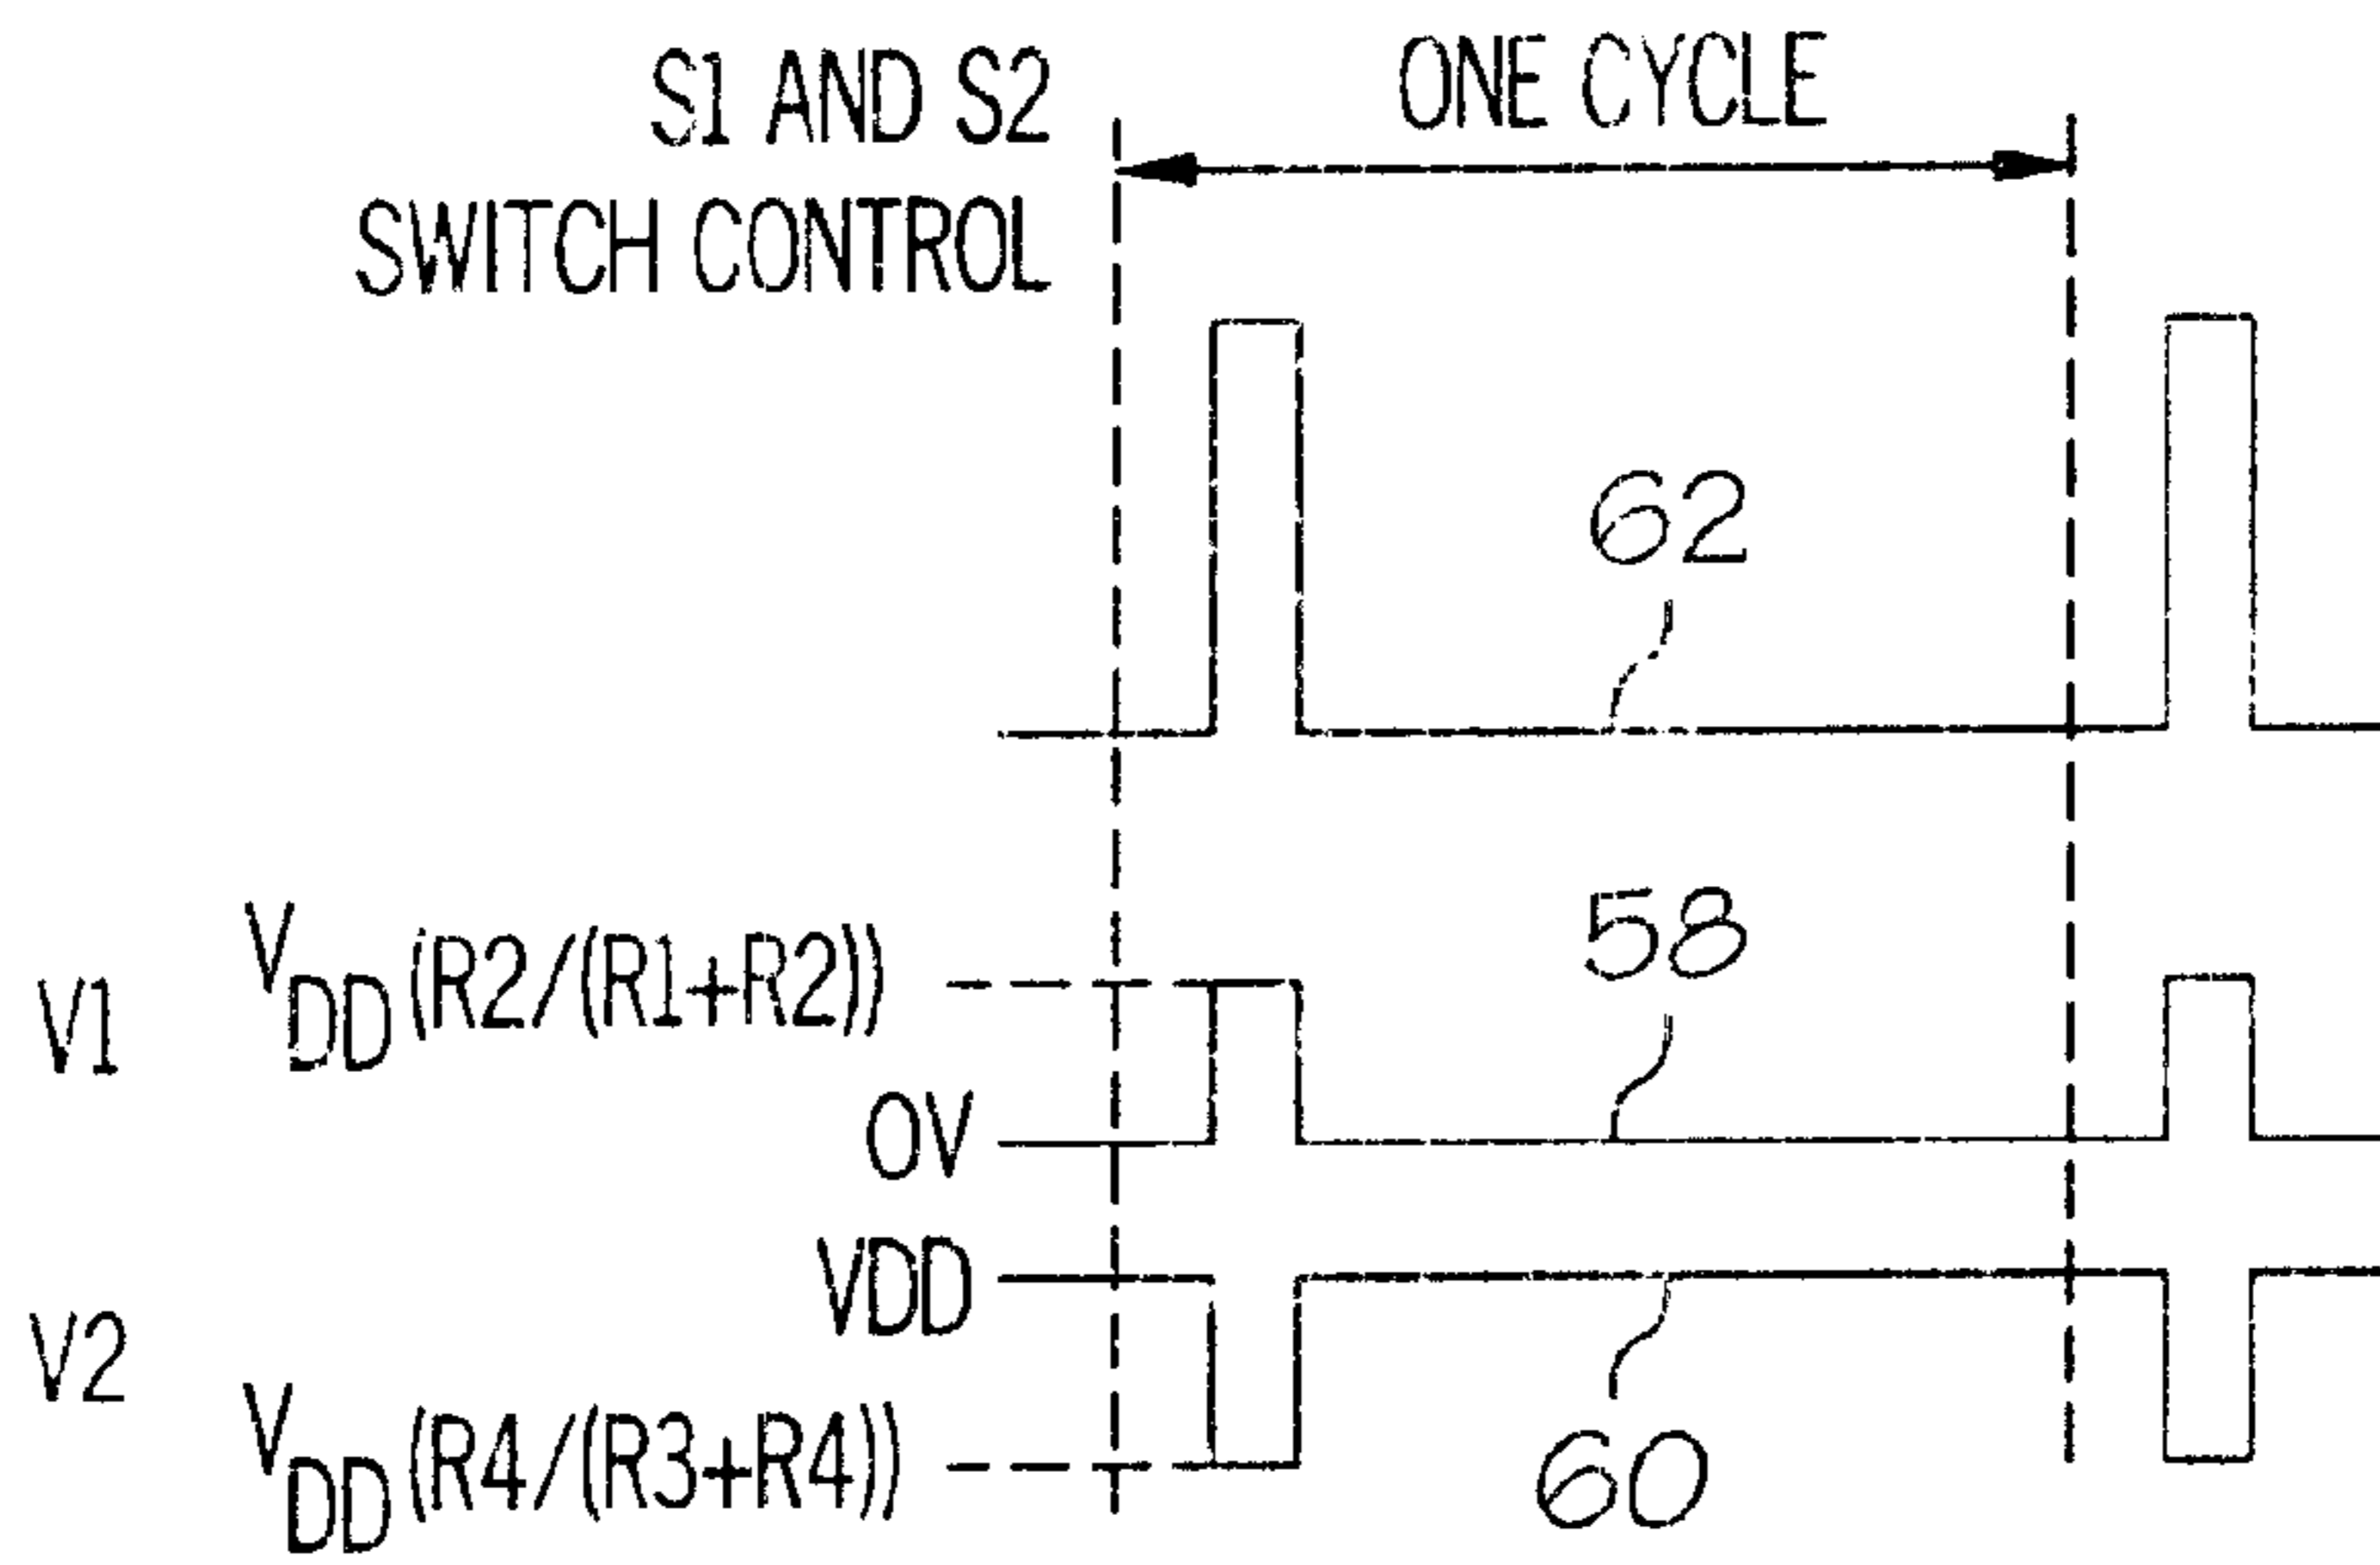 S1 AND S2
SWITCH CONTROL
ONE CYCLE
62
V1
VDD(R2/(R1+R2))
58
0V
VDD
V2
VDD(R4/(R3+R4))
60